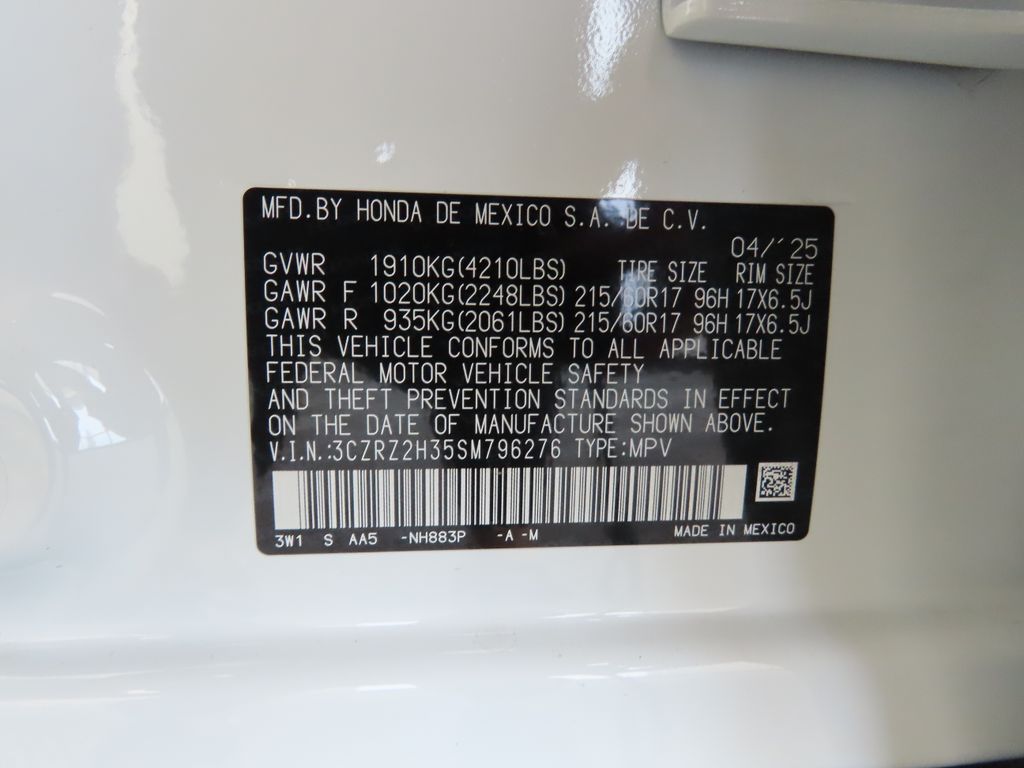 MFD.BY HONDA DE MEXICO S.A. DE C.V.
04/´25
GVWR 1910KG(4210LBS) TIRE SIZE RIM SIZE
GAWR F 1020KG(2248LBS) 215/60R17 96H 17X6.5J
GAWR R 935KG(2061LBS) 215/60R17 96H 17X6.5J
THIS VEHICLE CONFORMS TO ALL APPLICABLE
FEDERAL MOTOR VEHICLE SAFETY
AND THEFT PREVENTION STANDARDS IN EFFECT
ON THE DATE OF MANUFACTURE SHOWN ABOVE.
V.I.N.:3CZRZ2H35SM796276 TYPE:MPV
3W1 S AA5 -NH883P -A -M MADE IN MEXICO